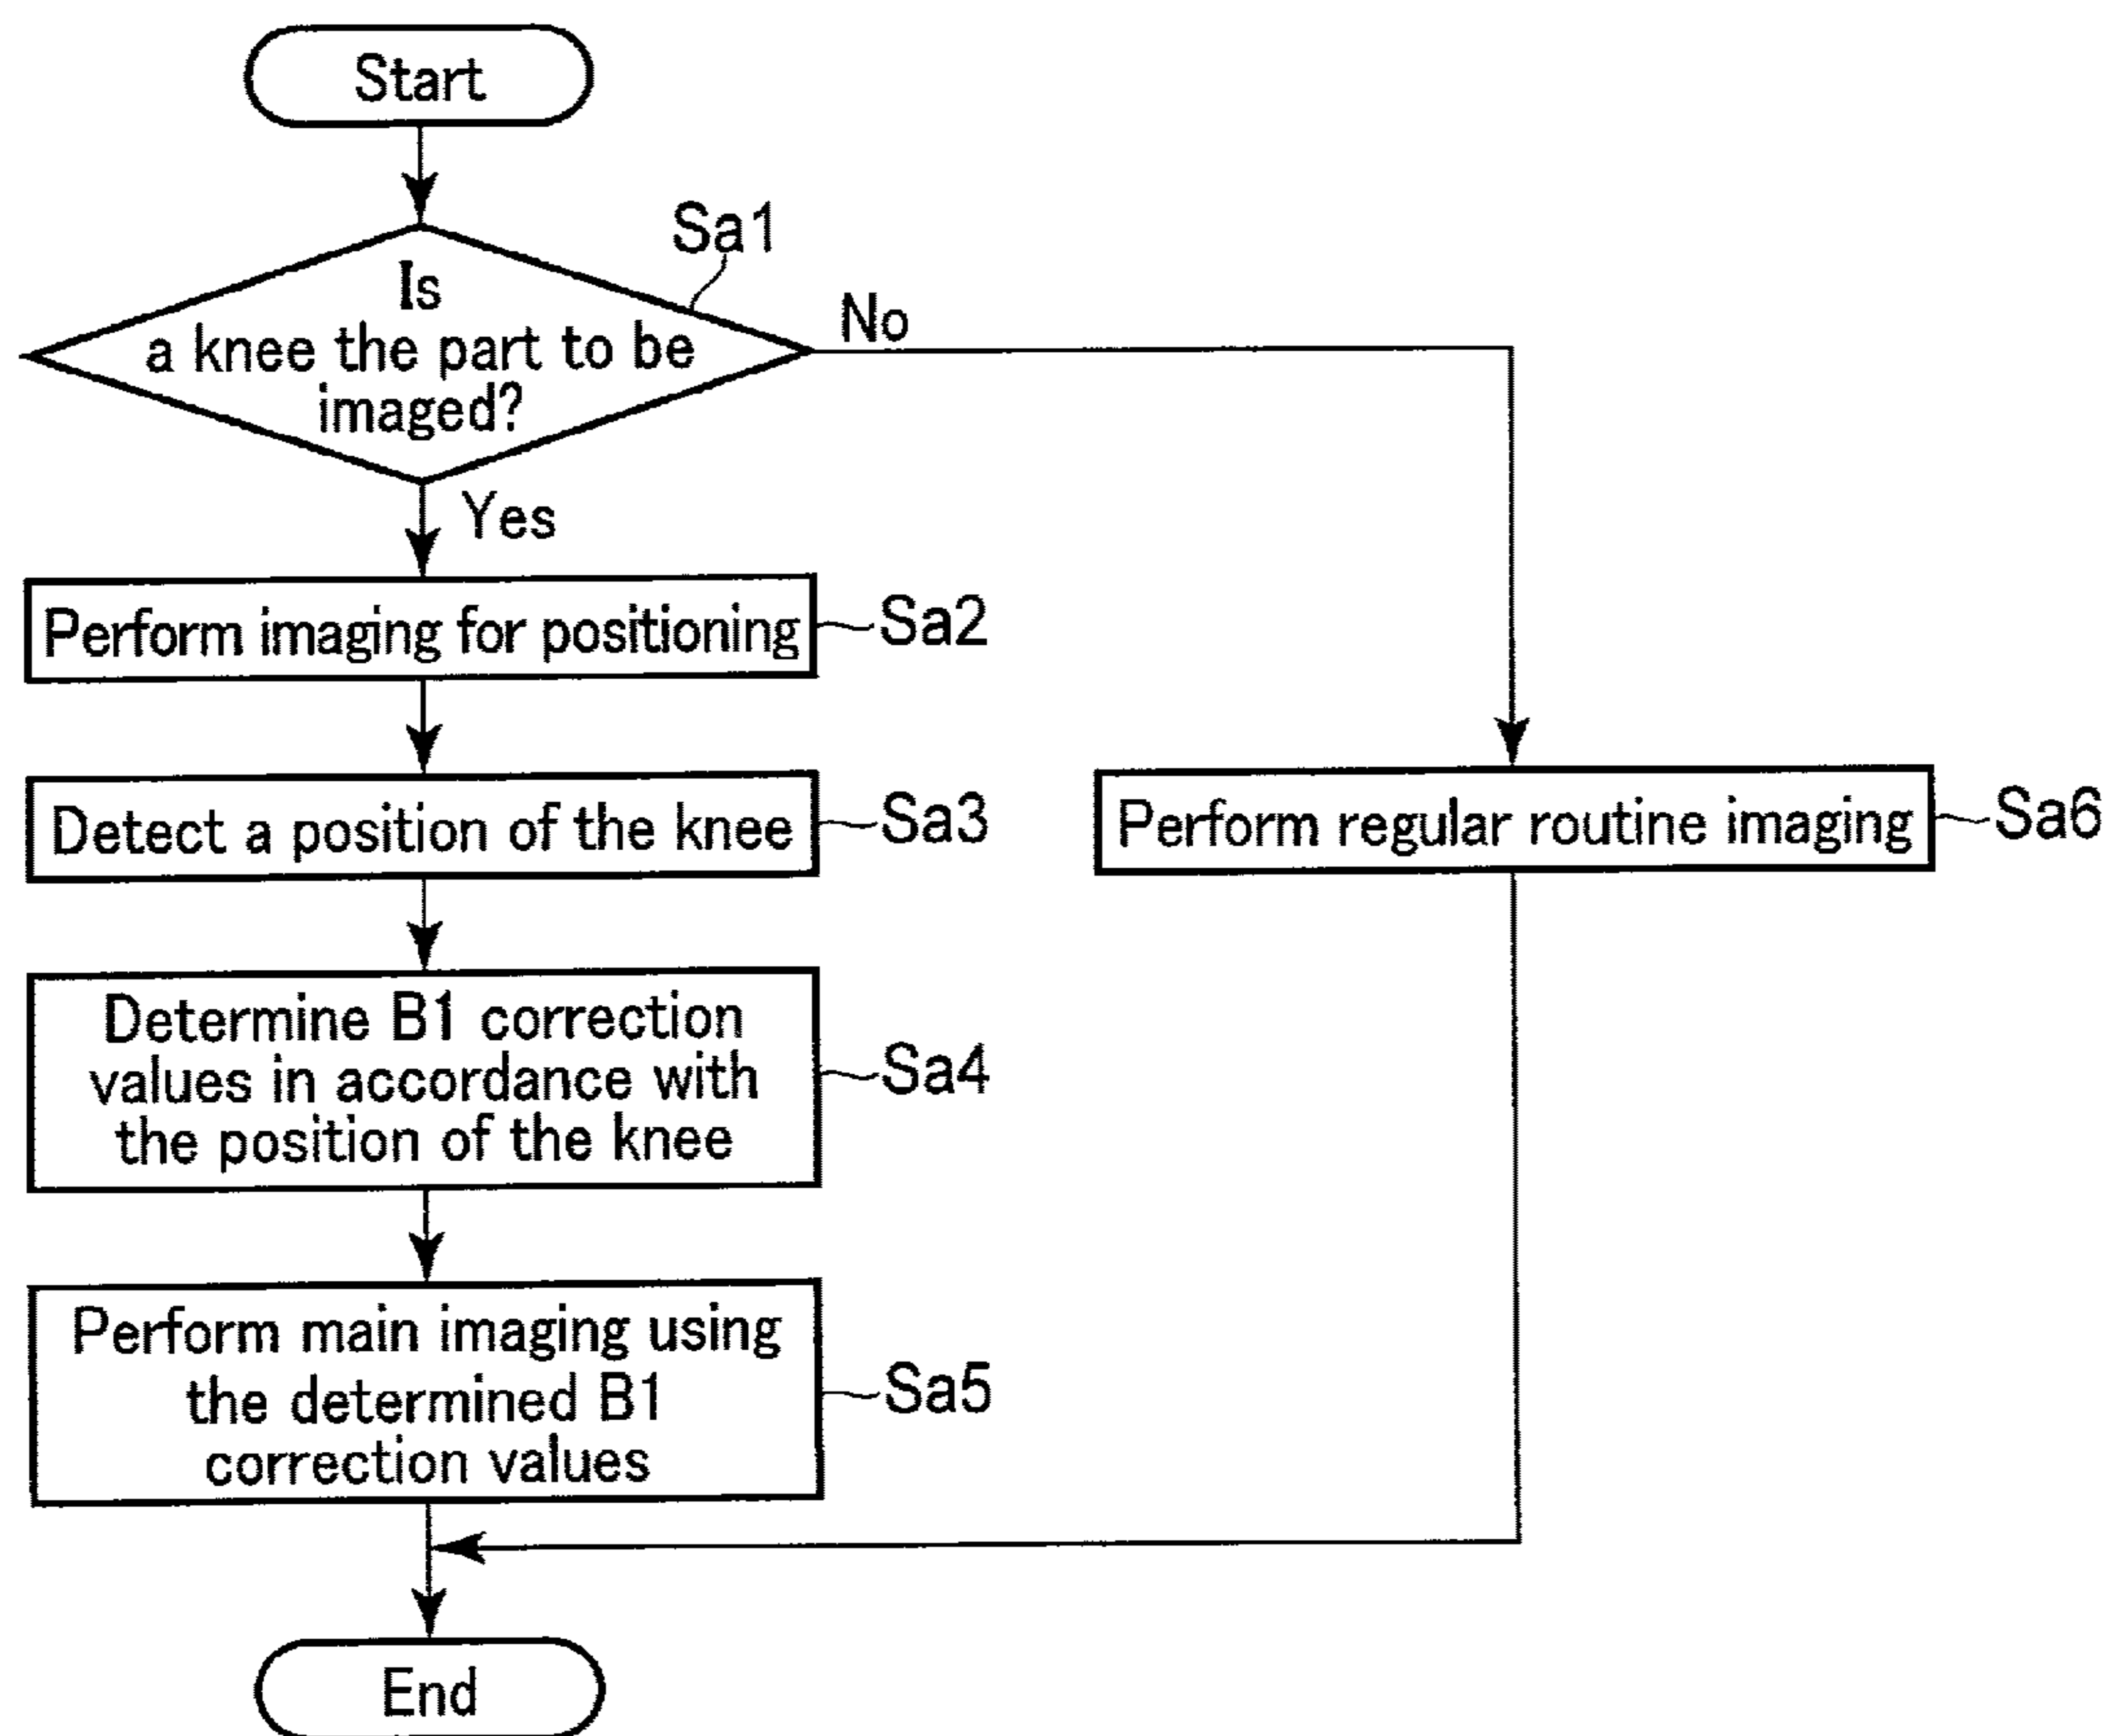 Start
Sa1
Is
a knee the part to be
imaged?
No
Yes
Perform imaging for positioning
Sa2
Detect a position of the knee
Sa3
Perform regular routine imaging
Sa6
Determine B1 correction
values in accordance with
the position of the knee
Sa4
Perform main imaging using
the determined B1
correction values
Sa5
End